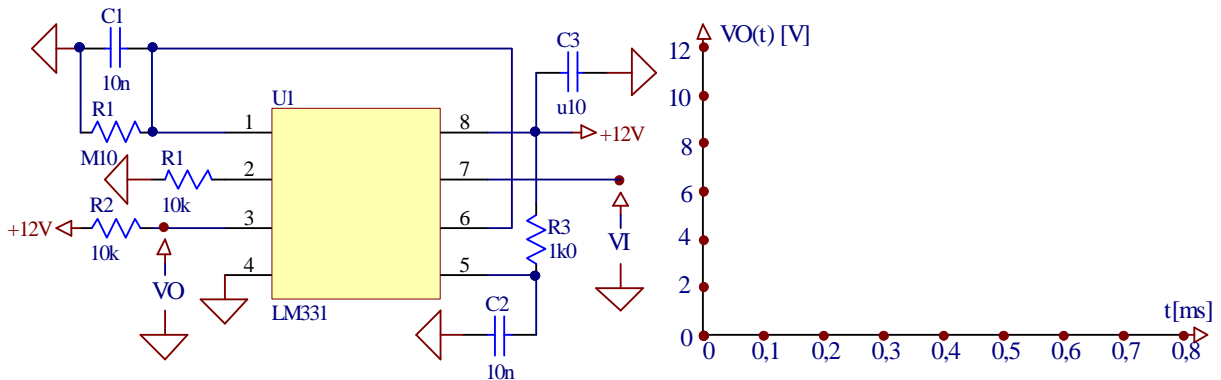 C1
10n
R1
M10
R1
10k
+12V
R2
10k
VO
U1
1
2
3
4
8
7
6
5
LM331
C3
u10
+12V
R3
1k0
VI
C2
10n
VO(t) [V]
12
10
8
6
4
2
0
t[ms]
0 0,1 0,2 0,3 0,4 0,5 0,6 0,7 0,8